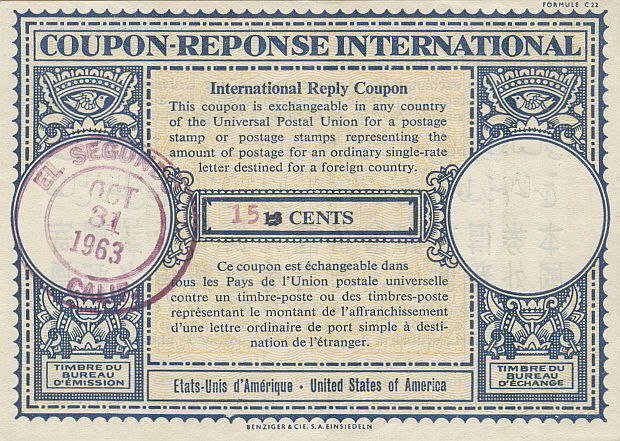 FORMULE C22
COUPON-REPONSE INTERNATIONAL
International Reply Coupon
This coupon is exchangeable in any country
of the Universal Postal Union for a postage
stamp or postage stamps representing the
amount of postage for an ordinary single-rate
letter destined for a foreign country.
15 CENTS
Ce coupon est échangeable dans
tous les Pays de l'Union postale universelle
contre un timbre-poste ou des timbres-poste
représentant le montant de l'affranchissement
d'une lettre ordinaire de port simple à desti-
nation de l'étranger.
EL SEGUNDO
OCT
31
1963
CALIF
TIMBRE DU
BUREAU
D'ÉMISSION
Etats-Unis d'Amérique · United States of America
TIMBRE DU
BUREAU
D'ÉCHANGE
BENZIGER & CIE. S.A. EINSIEDELN